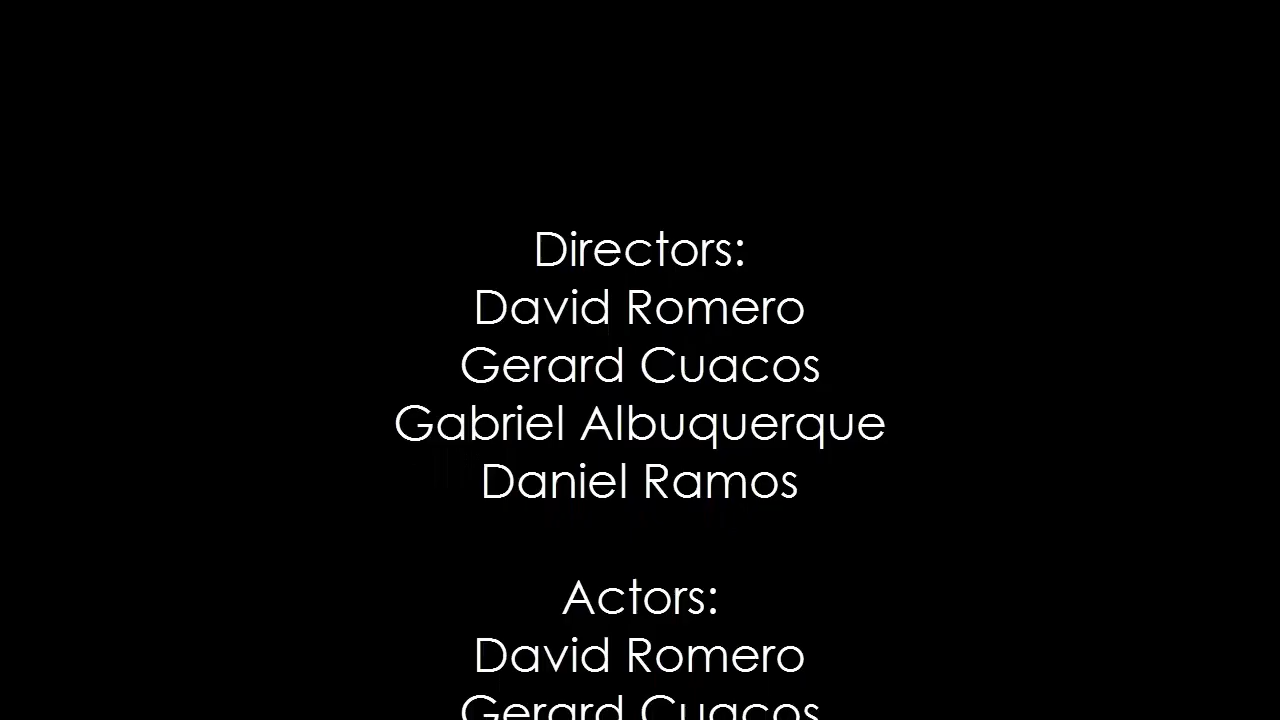 Directors:
David Romero
Gerard Cuacos
Gabriel Albuquerque
Daniel Ramos
Actors:
David Romero
Gerard Cuacos